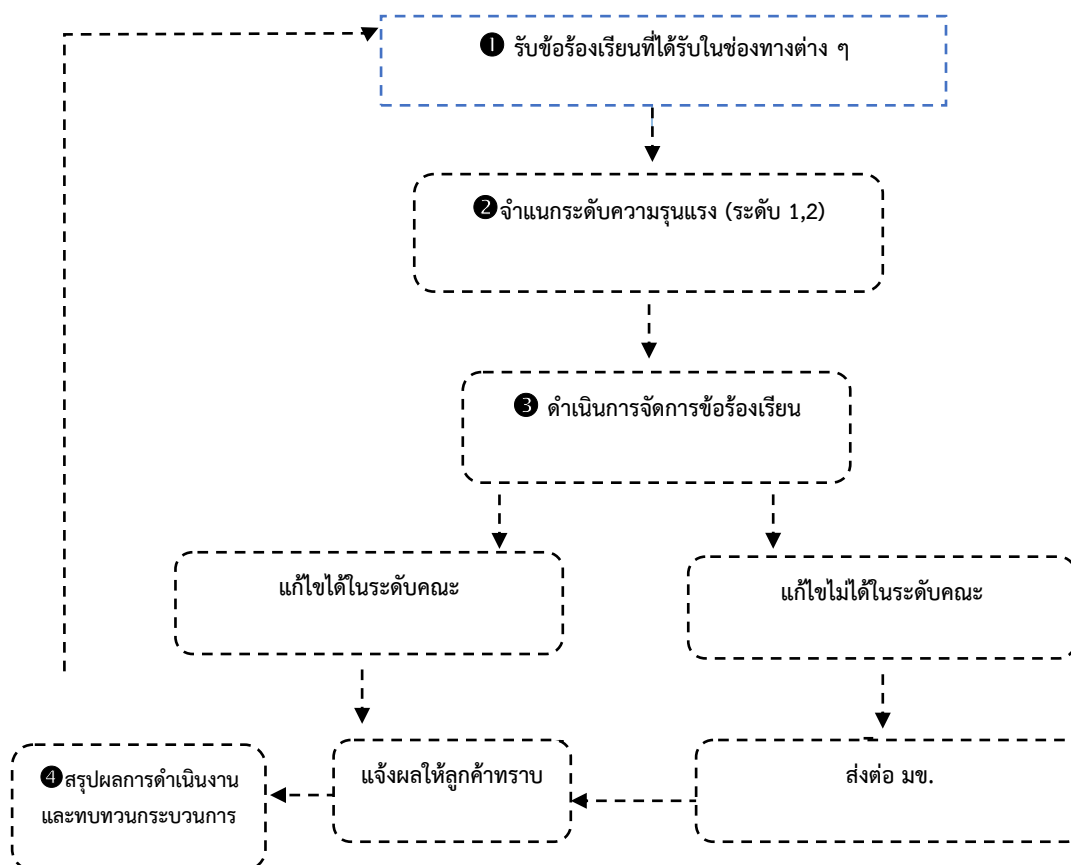 ❶ รับข้อร้องเรียนที่ได้รับในช่องทางต่าง ๆ
❷จำแนกระดับความรุนแรง (ระดับ 1,2)
❸ ดำเนินการจัดการข้อร้องเรียน
แก้ไขได้ในระดับคณะ
แก้ไขไม่ได้ในระดับคณะ
❹สรุปผลการดำเนินงาน
และทบทวนกระบวนการ
แจ้งผลให้ลูกค้าทราบ
ส่งต่อ มข.